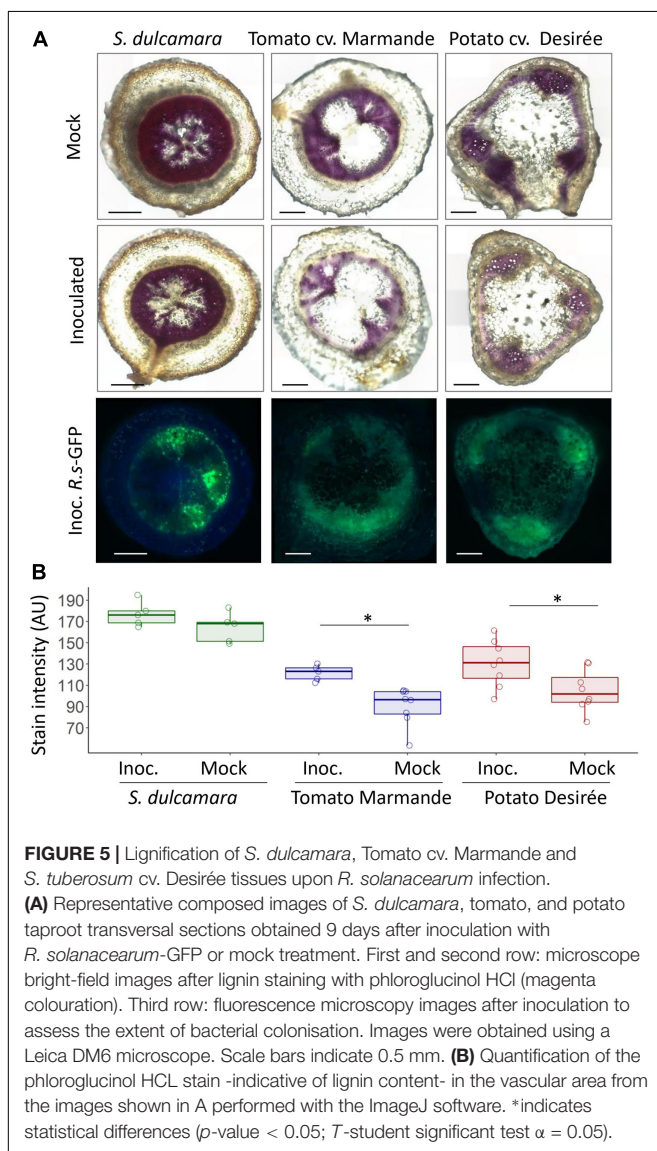 A
S. dulcamara Tomato cv. Marmande Potato cv. Desirée
Mock
Inoculated
Inoc. R.s-GFP
B
Stain intensity (AU)
190
170
150
130
110
90
70
*
*
Inoc. Mock Inoc. Mock Inoc. Mock
S. dulcamara Tomato Marmande Potato Desirée
FIGURE 5 | Lignification of S. dulcamara, Tomato cv. Marmande and
S. tuberosum cv. Desirée tissues upon R. solanacearum infection.
(A) Representative composed images of S. dulcamara, tomato, and potato
taproot transversal sections obtained 9 days after inoculation with
R. solanacearum-GFP or mock treatment. First and second row: microscope
bright-field images after lignin staining with phloroglucinol HCl (magenta
colouration). Third row: fluorescence microscopy images after inoculation to
assess the extent of bacterial colonisation. Images were obtained using a
Leica DM6 microscope. Scale bars indicate 0.5 mm. (B) Quantification of the
phloroglucinol HCL stain -indicative of lignin content- in the vascular area from
the images shown in A performed with the ImageJ software. *indicates
statistical differences (p-value < 0.05; T-student significant test α = 0.05).